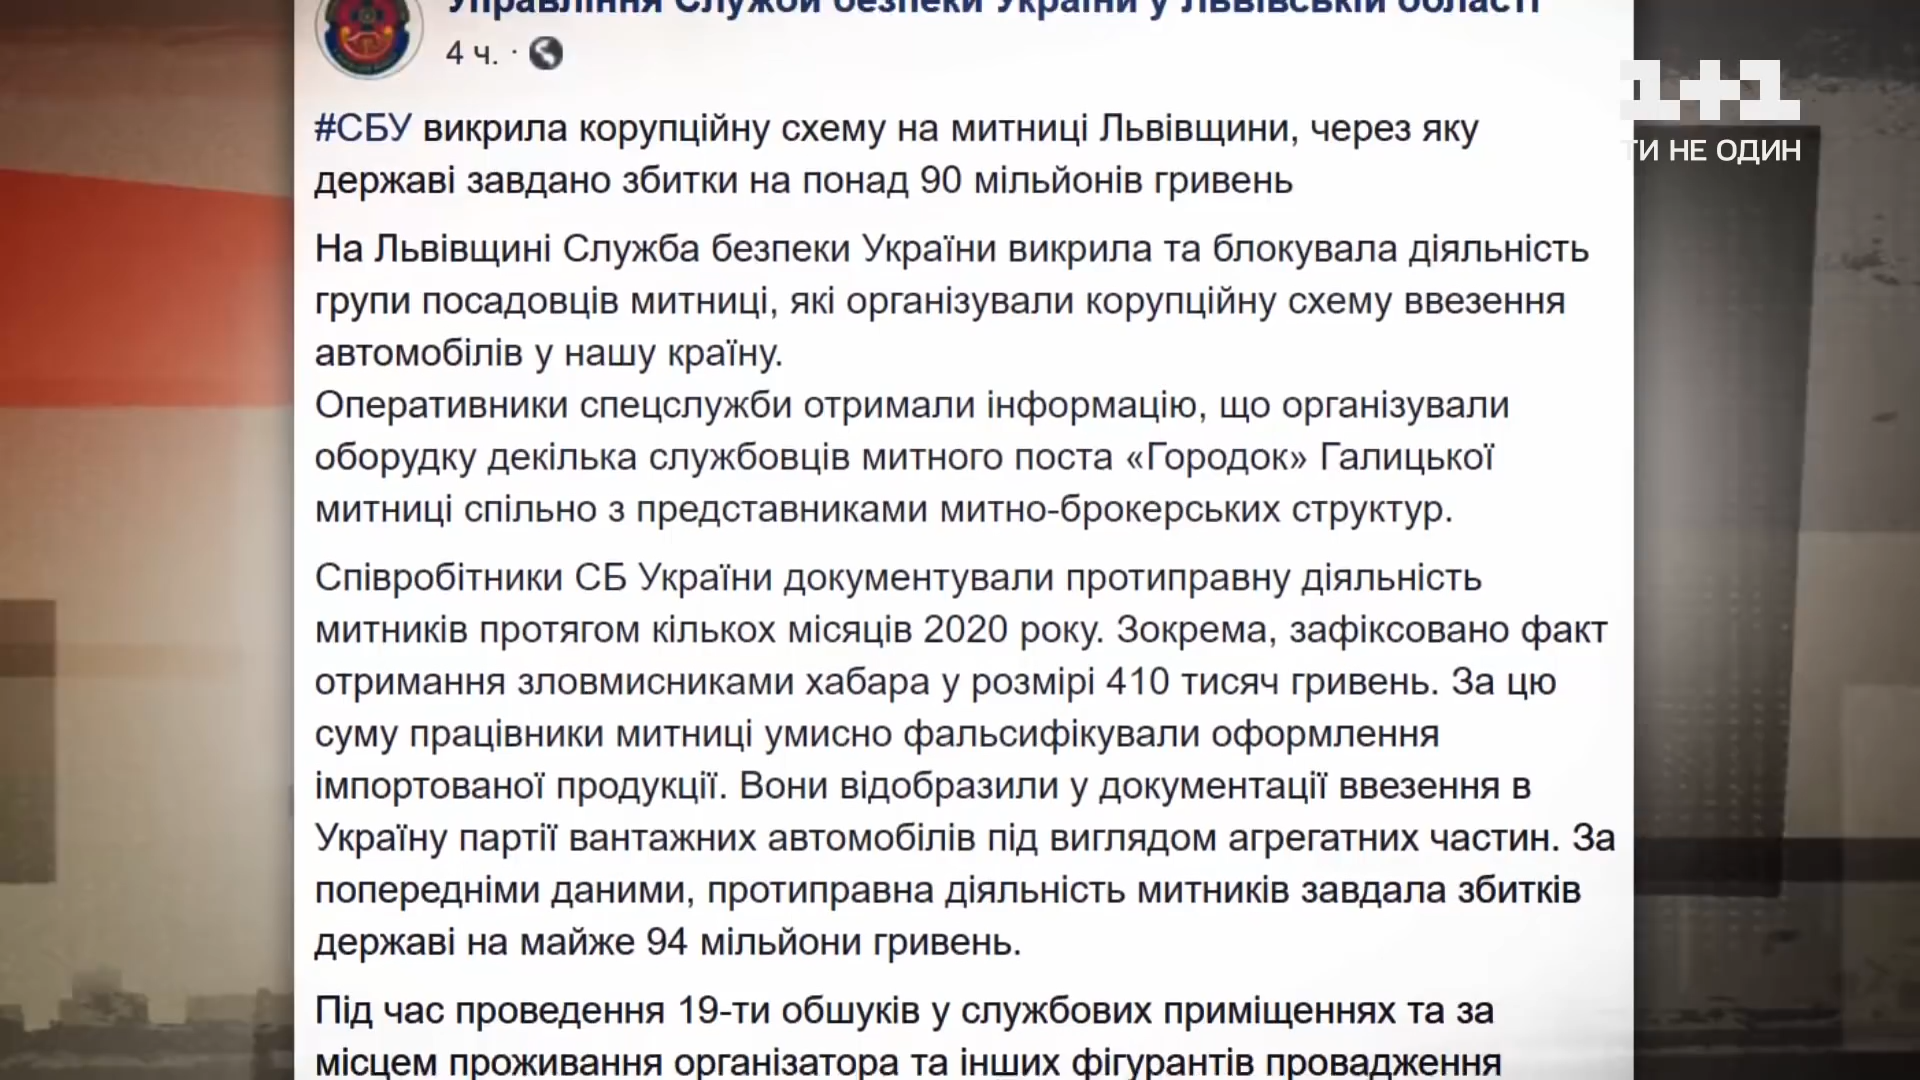 Управління Служби безпеки України у Львівській області
4 ч. ·
1+1
ТИ НЕ ОДИН
#СБУ викрила корупційну схему на митниці Львівщини, через яку
державі завдано збитки на понад 90 мільйонів гривень
На Львівщині Служба безпеки України викрила та блокувала діяльність
групи посадовців митниці, які організували корупційну схему ввезення
автомобілів у нашу країну.
Оперативники спецслужби отримали інформацію, що організували
оборудку декілька службовців митного поста «Городок» Галицької
митниці спільно з представниками митно-брокерських структур.
Співробітники СБ України документували протиправну діяльність
митників протягом кількох місяців 2020 року. Зокрема, зафіксовано факт
отримання зловмисниками хабара у розмірі 410 тисяч гривень. За цю
суму працівники митниці умисно фальсифікували оформлення
імпортованої продукції. Вони відобразили у документації ввезення в
Україну партії вантажних автомобілів під виглядом агрегатних частин. За
попередніми даними, протиправна діяльність митників завдала збитків
державі на майже 94 мільйони гривень.
Під час проведення 19-ти обшуків у службових приміщеннях та за
місцем проживання організатора та інших фігурантів провадження